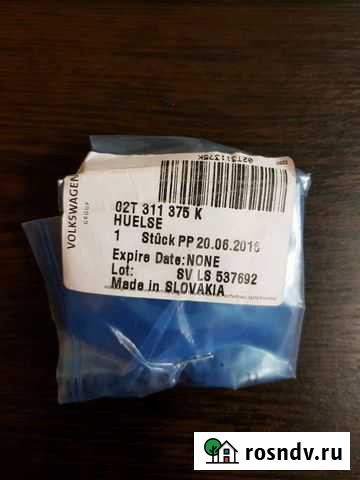 02T311375K
VOLKSWAGEN
GROUP
02T 311 375 K
HUELSE
1 Stück PP 20.06.2016
Expire Date:NONE
Lot: SV LS 537692
Made in SLOVAKIA
rosndv.ru